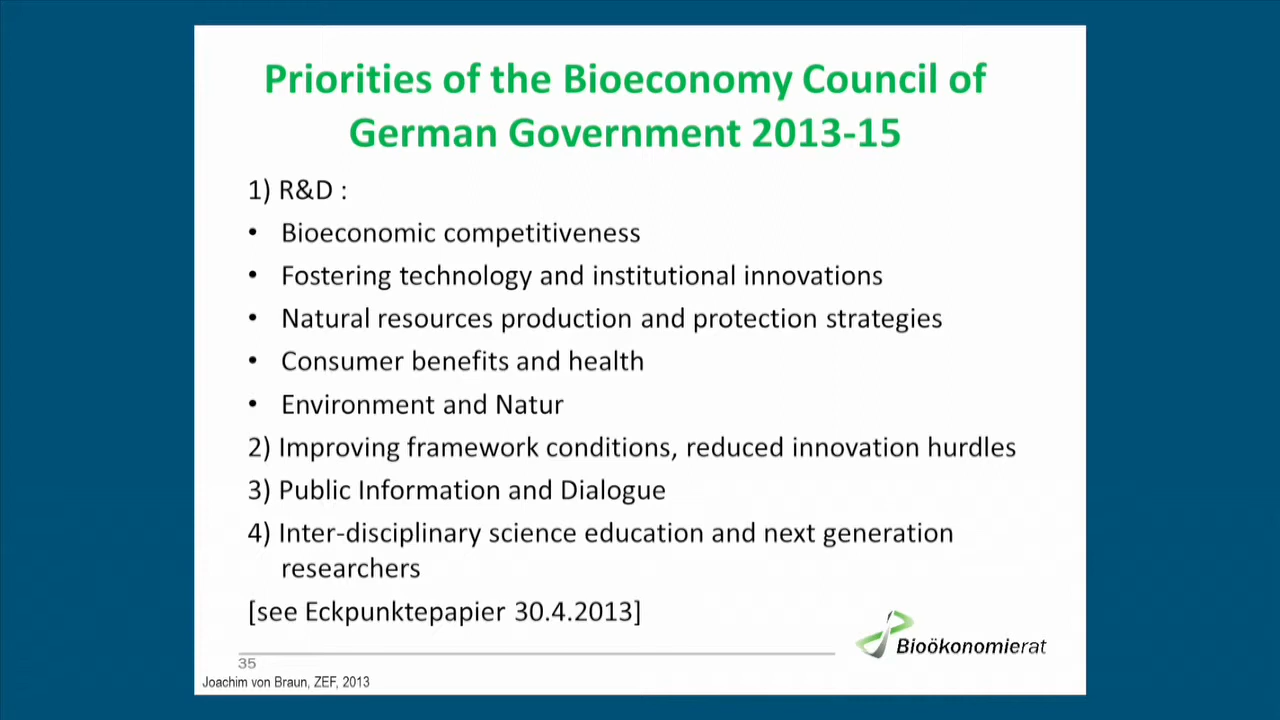 Priorities of the Bioeconomy Council of
German Government 2013-15
1) R&D :
• Bioeconomic competitiveness
• Fostering technology and institutional innovations
• Natural resources production and protection strategies
• Consumer benefits and health
• Environment and Natur
2) Improving framework conditions, reduced innovation hurdles
3) Public Information and Dialogue
4) Inter-disciplinary science education and next generation
researchers
[see Eckpunktepapier 30.4.2013]
Bioökonomierat
35
Joachim von Braun, ZEF, 2013